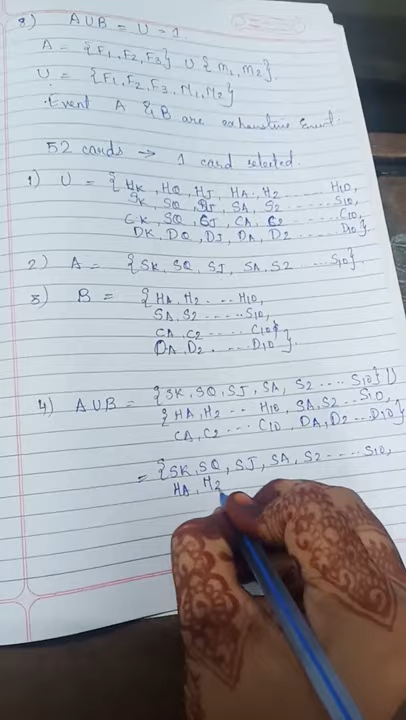 8) AUB = U = 1
A = {F1, F2, F3} U {M1, M2}.
U = {F1, F2, F3, M1, M2}
Event A & B are exhaustive Event.
52 cards → 1 card selected.
1) U = {HK, HQ, HJ, HA, H2 ...... H10,
SK, SQ, SJ, SA, S2 ...... S10,
CK, SQ, CJ, CA, C2 ...... C10,
DK, DQ, DJ, DA, D2 ...... D10}.
2) A = {SK, SQ, SJ, SA, S2 ... S10}.
3) B = {HA, H2 .... H10,
SA, S2 ...... S10,
CA, C2 ...... C10,
DA, D2 ...... D10}.
4) AUB = {SK, SQ, SJ, SA, S2 .... S10} U
{HA, H2 ... H10, SA, S2 ... S10,
CA, C2 ... C10, DA, D2 ... D10}
= {SK, SQ, SJ, SA, S2 ..... S10,
HA, H2